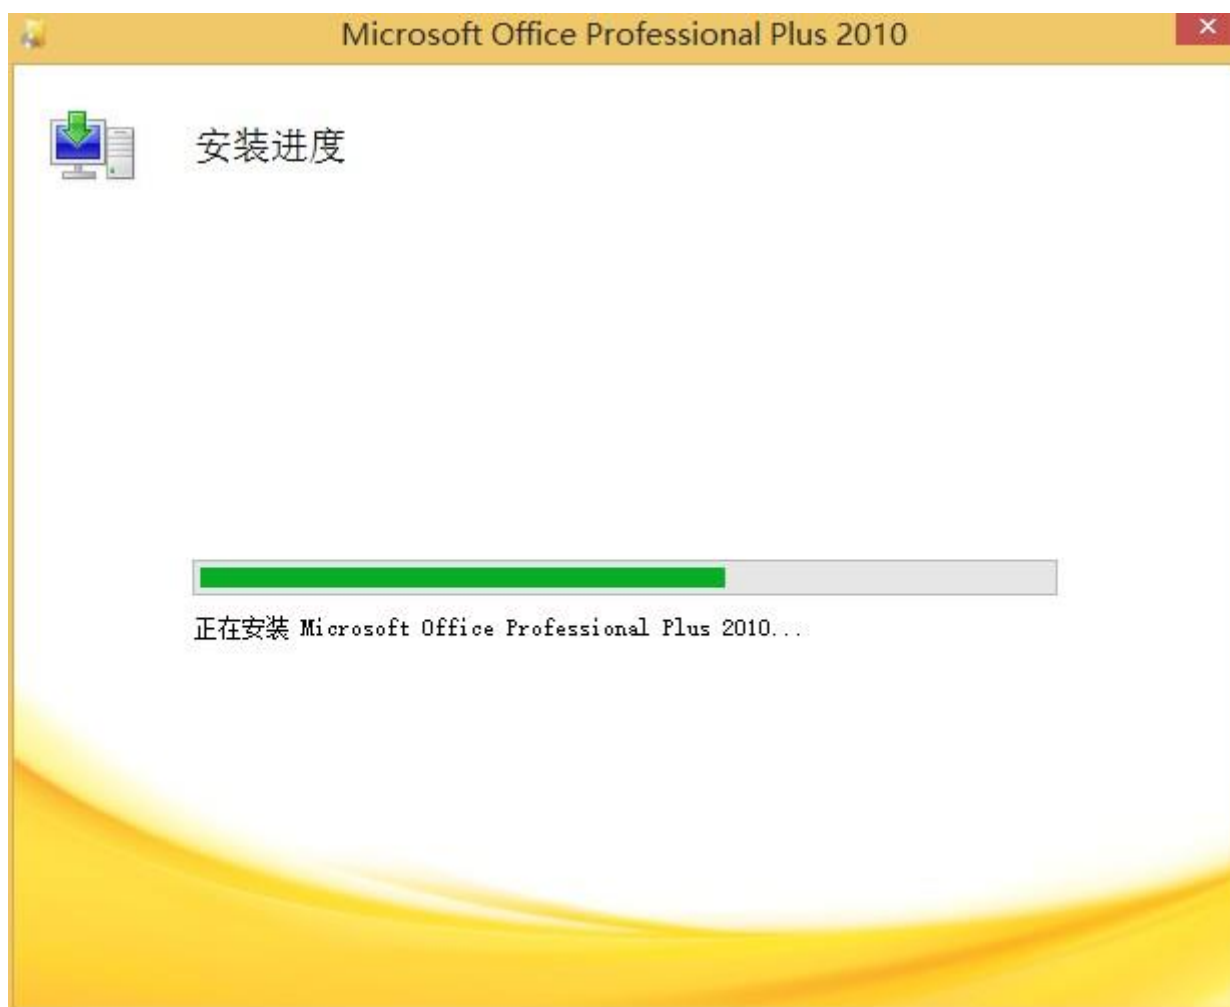 Microsoft Office Professional Plus 2010
安装进度
正在安装 Microsoft Office Professional Plus 2010...